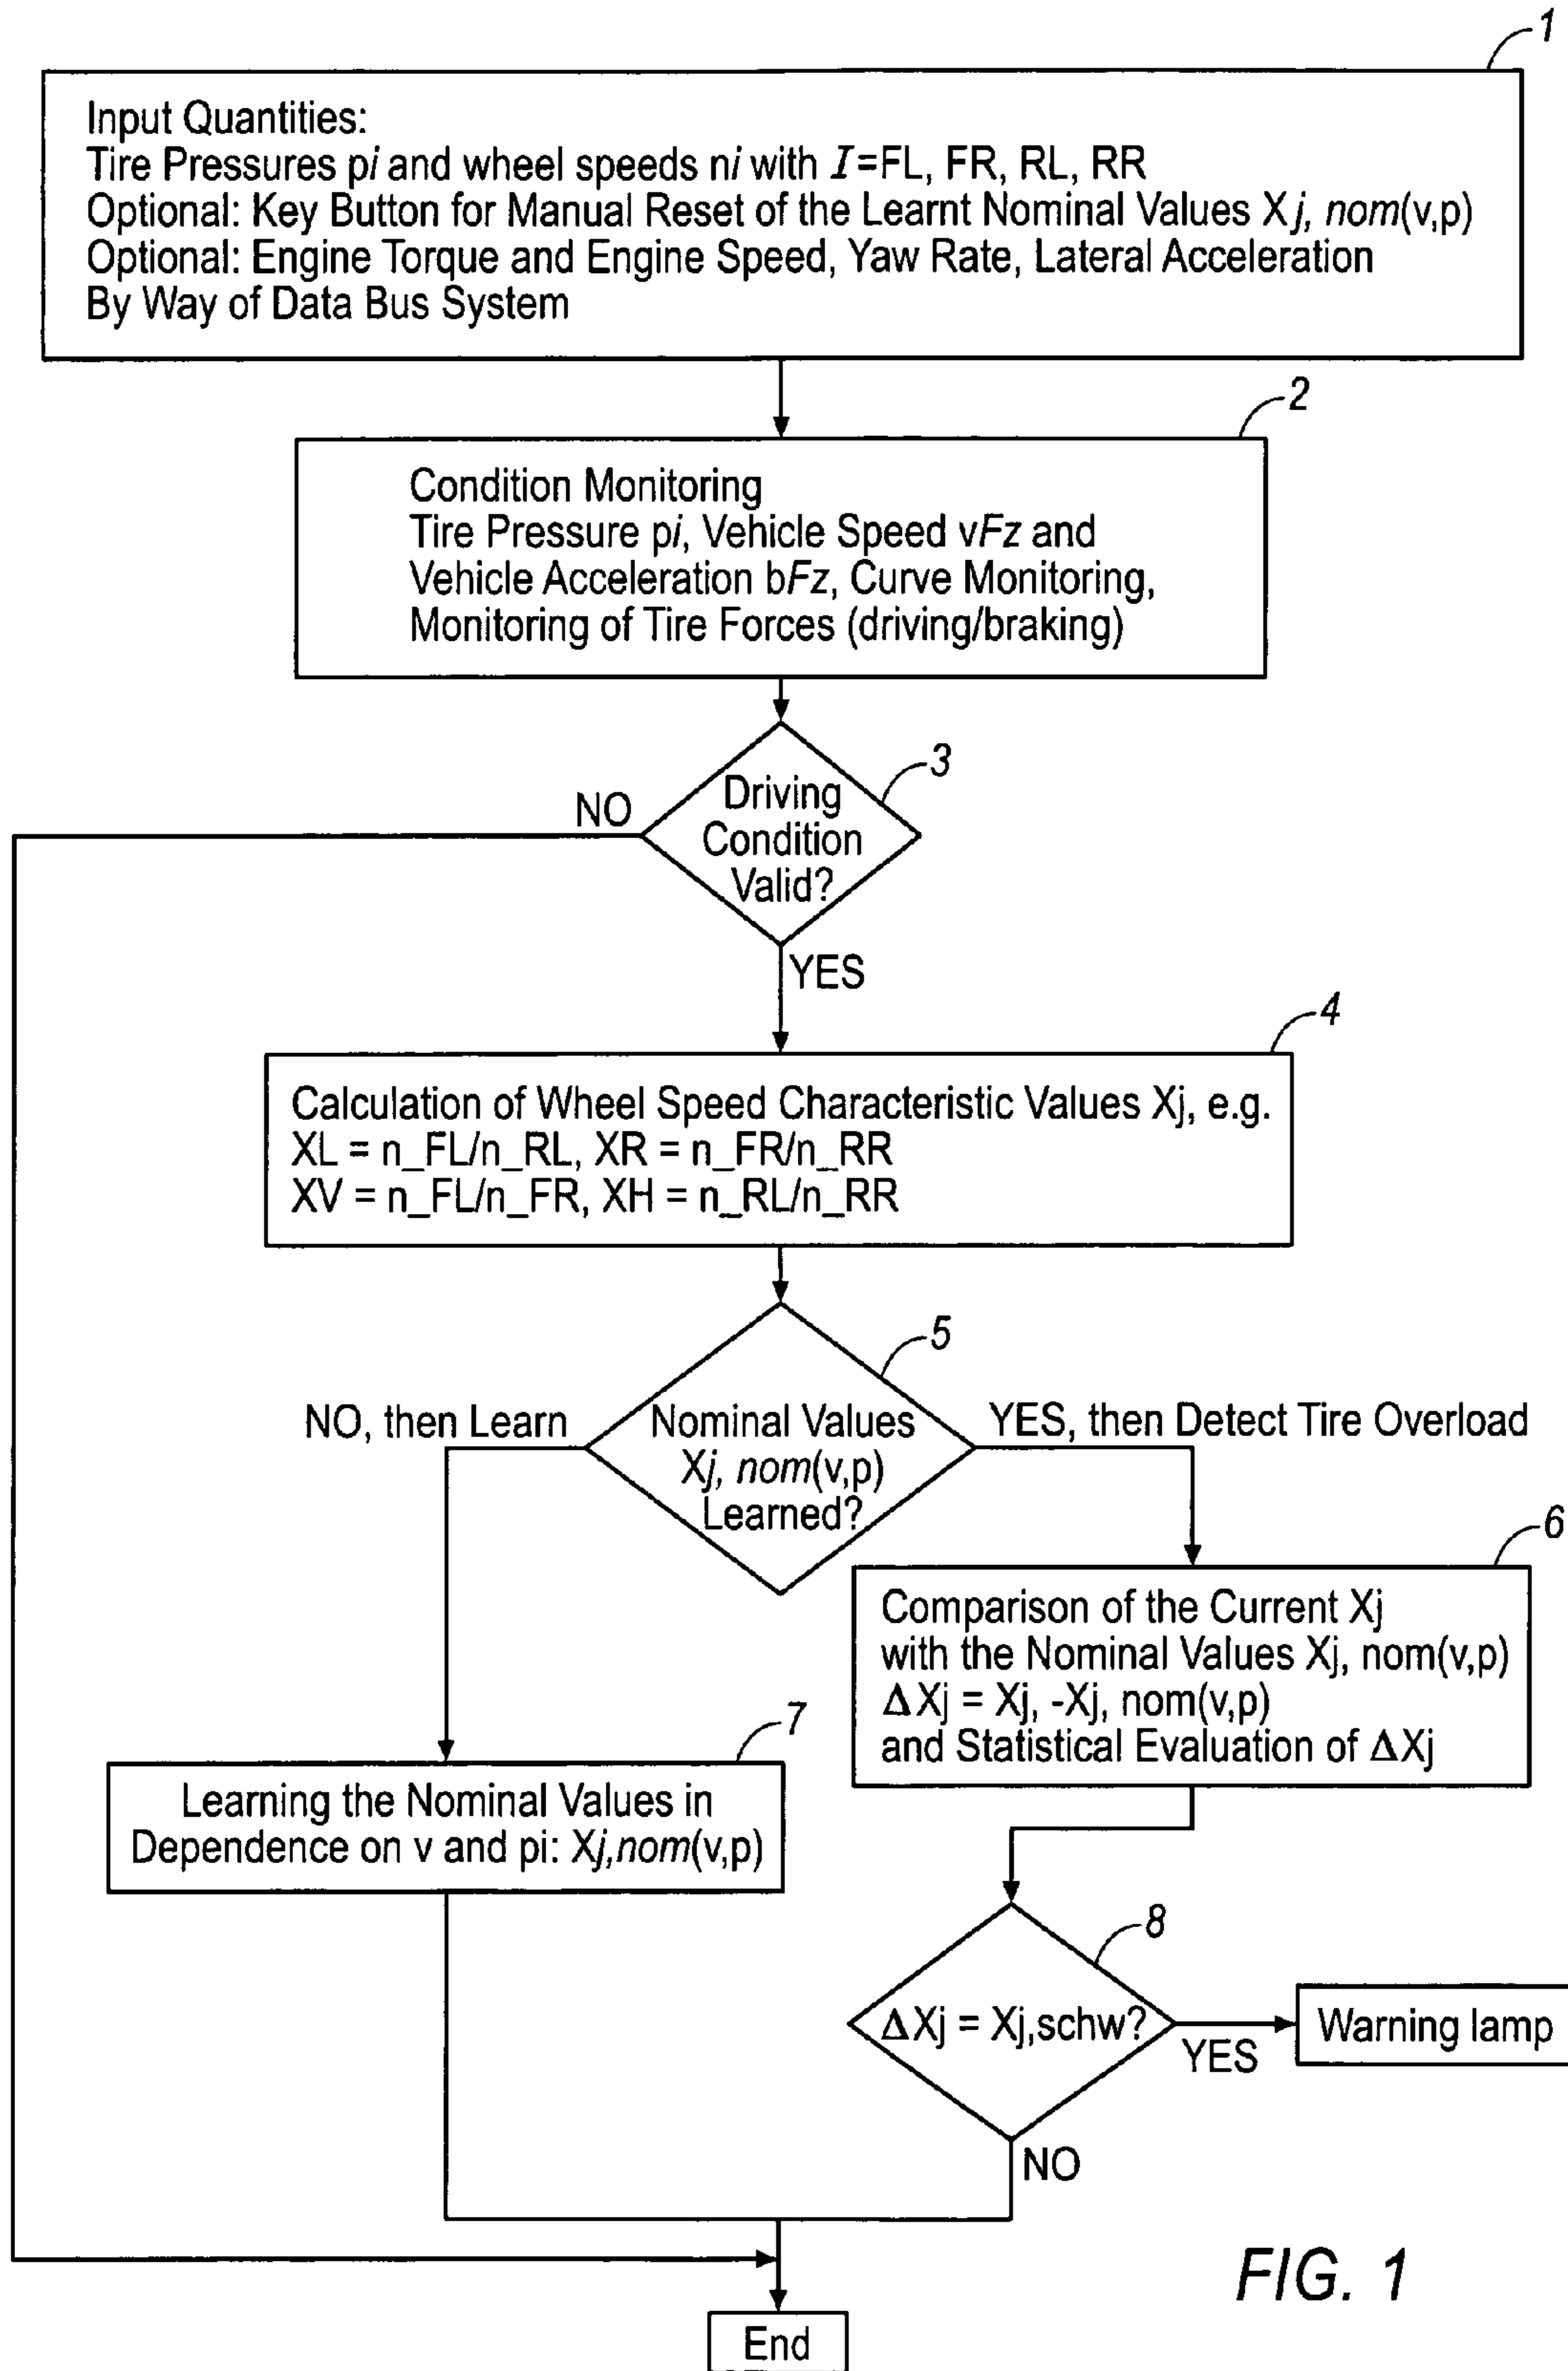 1
Input Quantities:
Tire Pressures pi and wheel speeds ni with I=FL, FR, RL, RR
Optional: Key Button for Manual Reset of the Learnt Nominal Values Xj, nom(v,p)
Optional: Engine Torque and Engine Speed, Yaw Rate, Lateral Acceleration
By Way of Data Bus System
2
Condition Monitoring
Tire Pressure pi, Vehicle Speed vFz and
Vehicle Acceleration bFz, Curve Monitoring,
Monitoring of Tire Forces (driving/braking)
3
Driving
Condition
Valid?
NO
YES
4
Calculation of Wheel Speed Characteristic Values Xj, e.g.
XL = n_FL/n_RL, XR = n_FR/n_RR
XV = n_FL/n_FR, XH = n_RL/n_RR
5
NO, then Learn
Nominal Values
Xj, nom(v,p)
Learned?
YES, then Detect Tire Overload
6
Comparison of the Current Xj
with the Nominal Values Xj, nom(v,p)
ΔXj = Xj, -Xj, nom(v,p)
and Statistical Evaluation of ΔXj
7
Learning the Nominal Values in
Dependence on v and pi: Xj,nom(v,p)
8
ΔXj = Xj,schw?
YES
Warning lamp
NO
End
FIG. 1